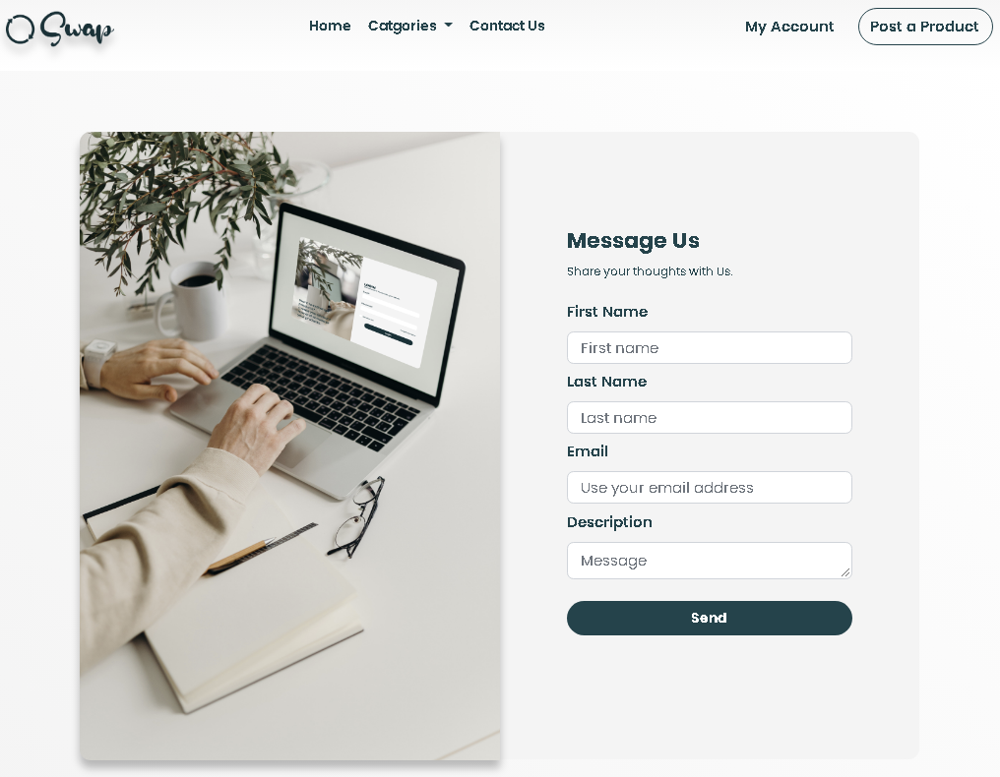 Swap
Home Catgories Contact Us
My Account Post a Product
Message Us
Share your thoughts with Us.
First Name
First name
Last Name
Last name
Email
Use your email address
Description
Message
Send